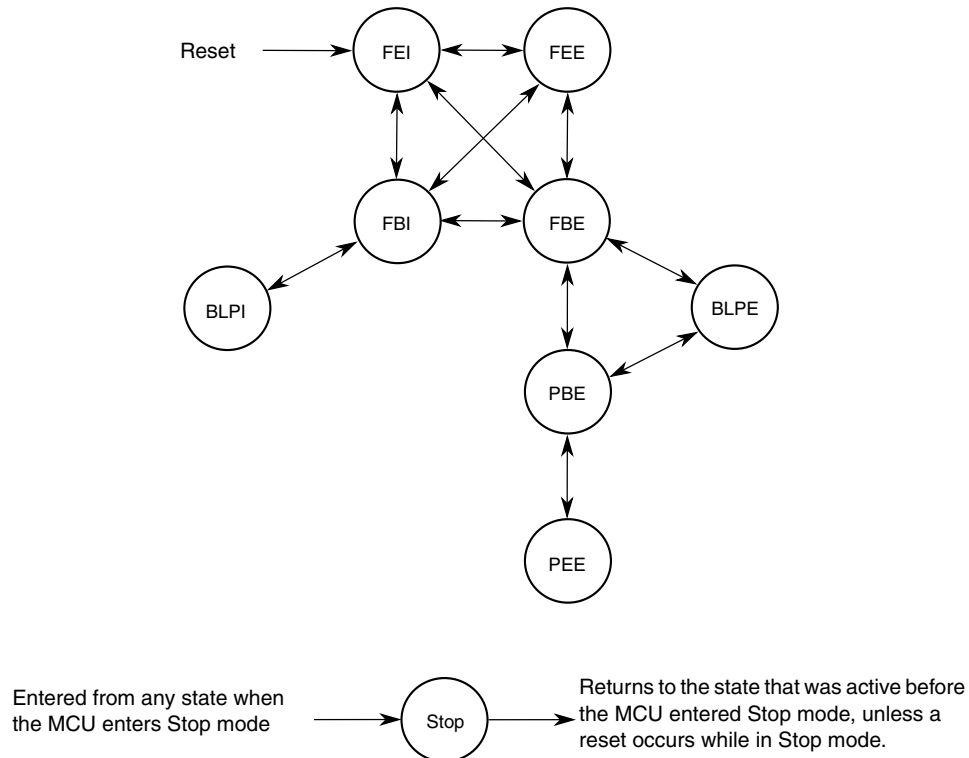 Reset
FEI
FEE
FBI
FBE
BLPI
BLPE
PBE
PEE
Entered from any state when
the MCU enters Stop mode
Stop
Returns to the state that was active before
the MCU entered Stop mode, unless a
reset occurs while in Stop mode.